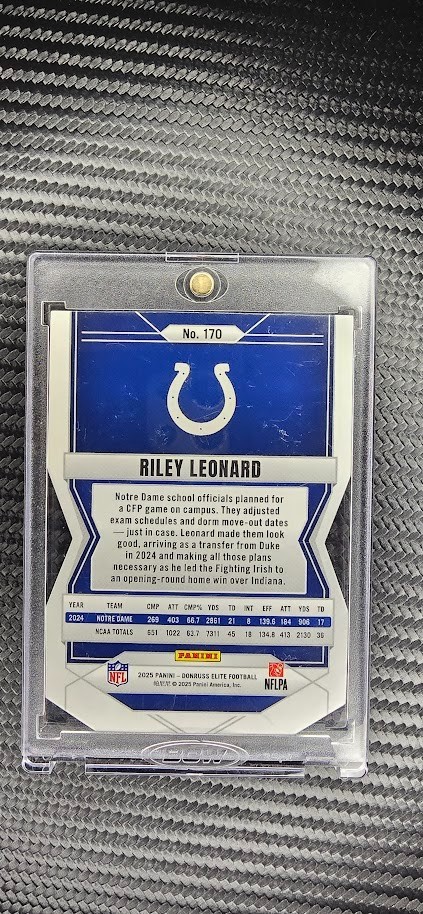 No. 170
RILEY LEONARD
Notre Dame school officials planned for
a CFP game on campus. They adjusted
exam schedules and dorm move-out dates
— just in case. Leonard made them look
good, arriving as a transfer from Duke
in 2024 and making all those plans
necessary as he led the Fighting Irish to
an opening-round home win over Indiana.
YEAR TEAM CMP ATT CMP% YDS TD INT EFF ATT YDS TD
2024 NOTRE DAME 269 403 66.7 2861 21 8 139.6 184 906 17
NCAA TOTALS 651 1022 63.7 7311 45 18 134.8 413 2130 36
PANINI
NFL
2025 PANINI – DONRUSS ELITE FOOTBALL
© 2025 Panini America, Inc.
NFLPA